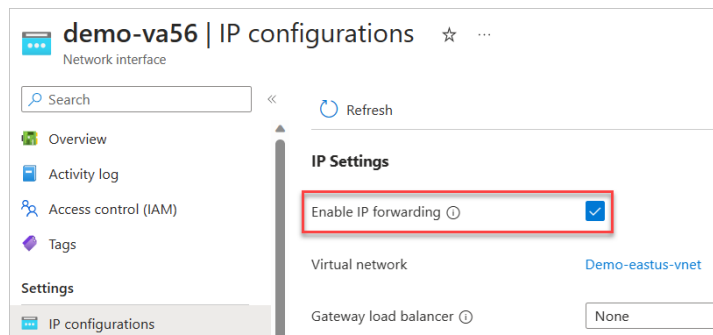 demo-va56 | IP configurations
Network interface
Search
Refresh
Overview
Activity log
Access control (IAM)
Tags
Settings
IP configurations
IP Settings
Enable IP forwarding
Virtual network
Demo-eastus-vnet
Gateway load balancer
None